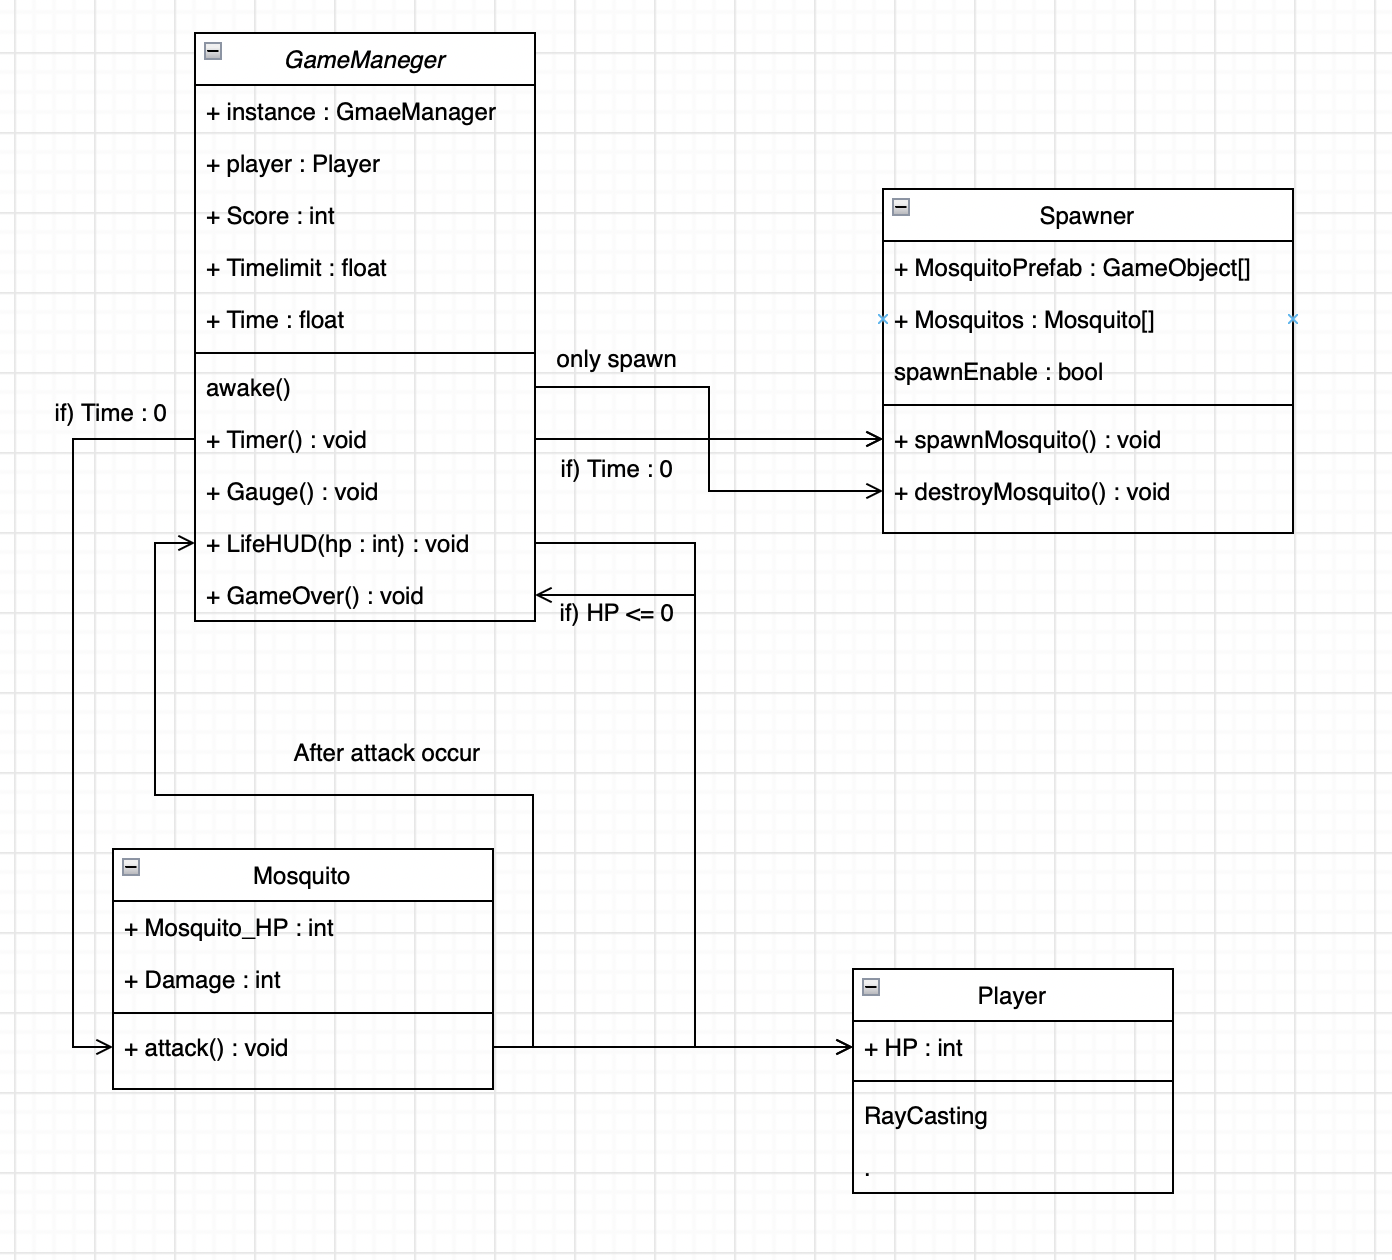 GameManeger
+ instance : GmaeManager
+ player : Player
+ Score : int
+ Timelimit : float
+ Time : float
awake()
+ Timer() : void
+ Gauge() : void
+ LifeHUD(hp : int) : void
+ GameOver() : void
if) Time : 0
only spawn
if) Time : 0
if) HP <= 0
Spawner
+ MosquitoPrefab : GameObject[]
+ Mosquitos : Mosquito[]
spawnEnable : bool
+ spawnMosquito() : void
+ destroyMosquito() : void
After attack occur
Mosquito
+ Mosquito_HP : int
+ Damage : int
+ attack() : void
Player
+ HP : int
RayCasting
.